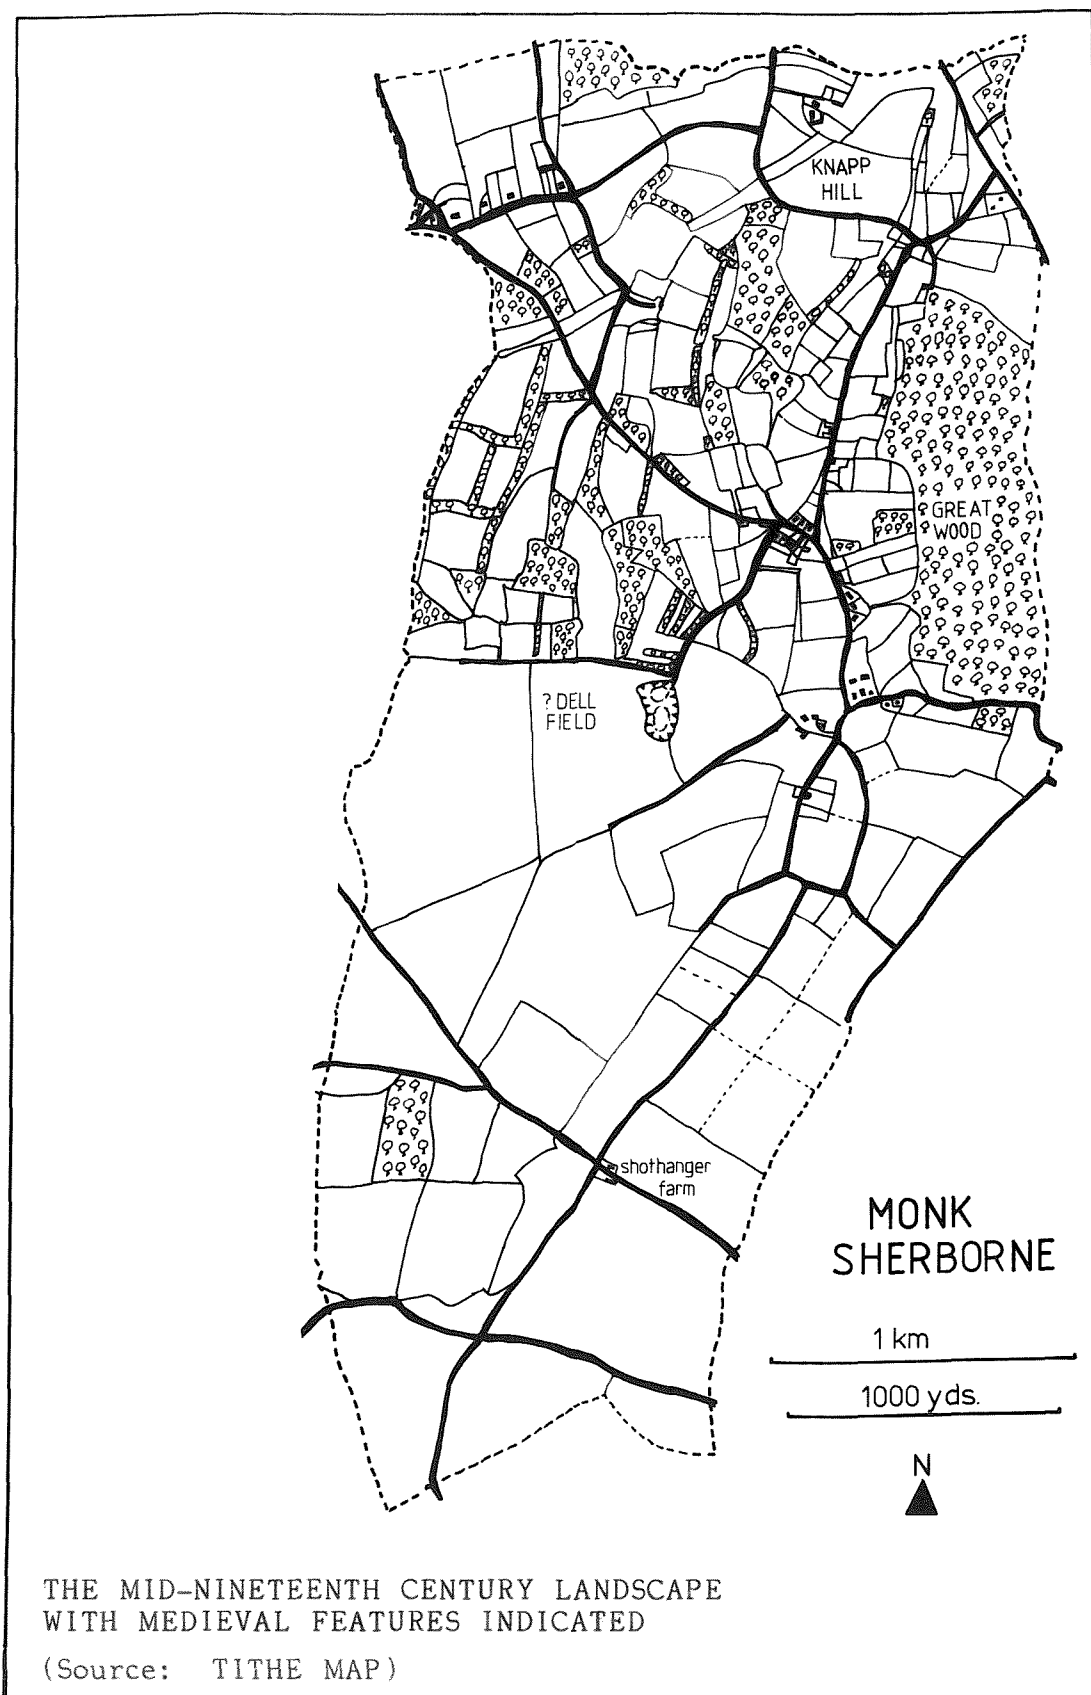 KNAPP
HILL
GREAT
WOOD
? DELL
FIELD
shothanger
farm
MONK
SHERBORNE
1 km
1000 yds.
N
THE MID-NINETEENTH CENTURY LANDSCAPE
WITH MEDIEVAL FEATURES INDICATED
(Source: TITHE MAP)